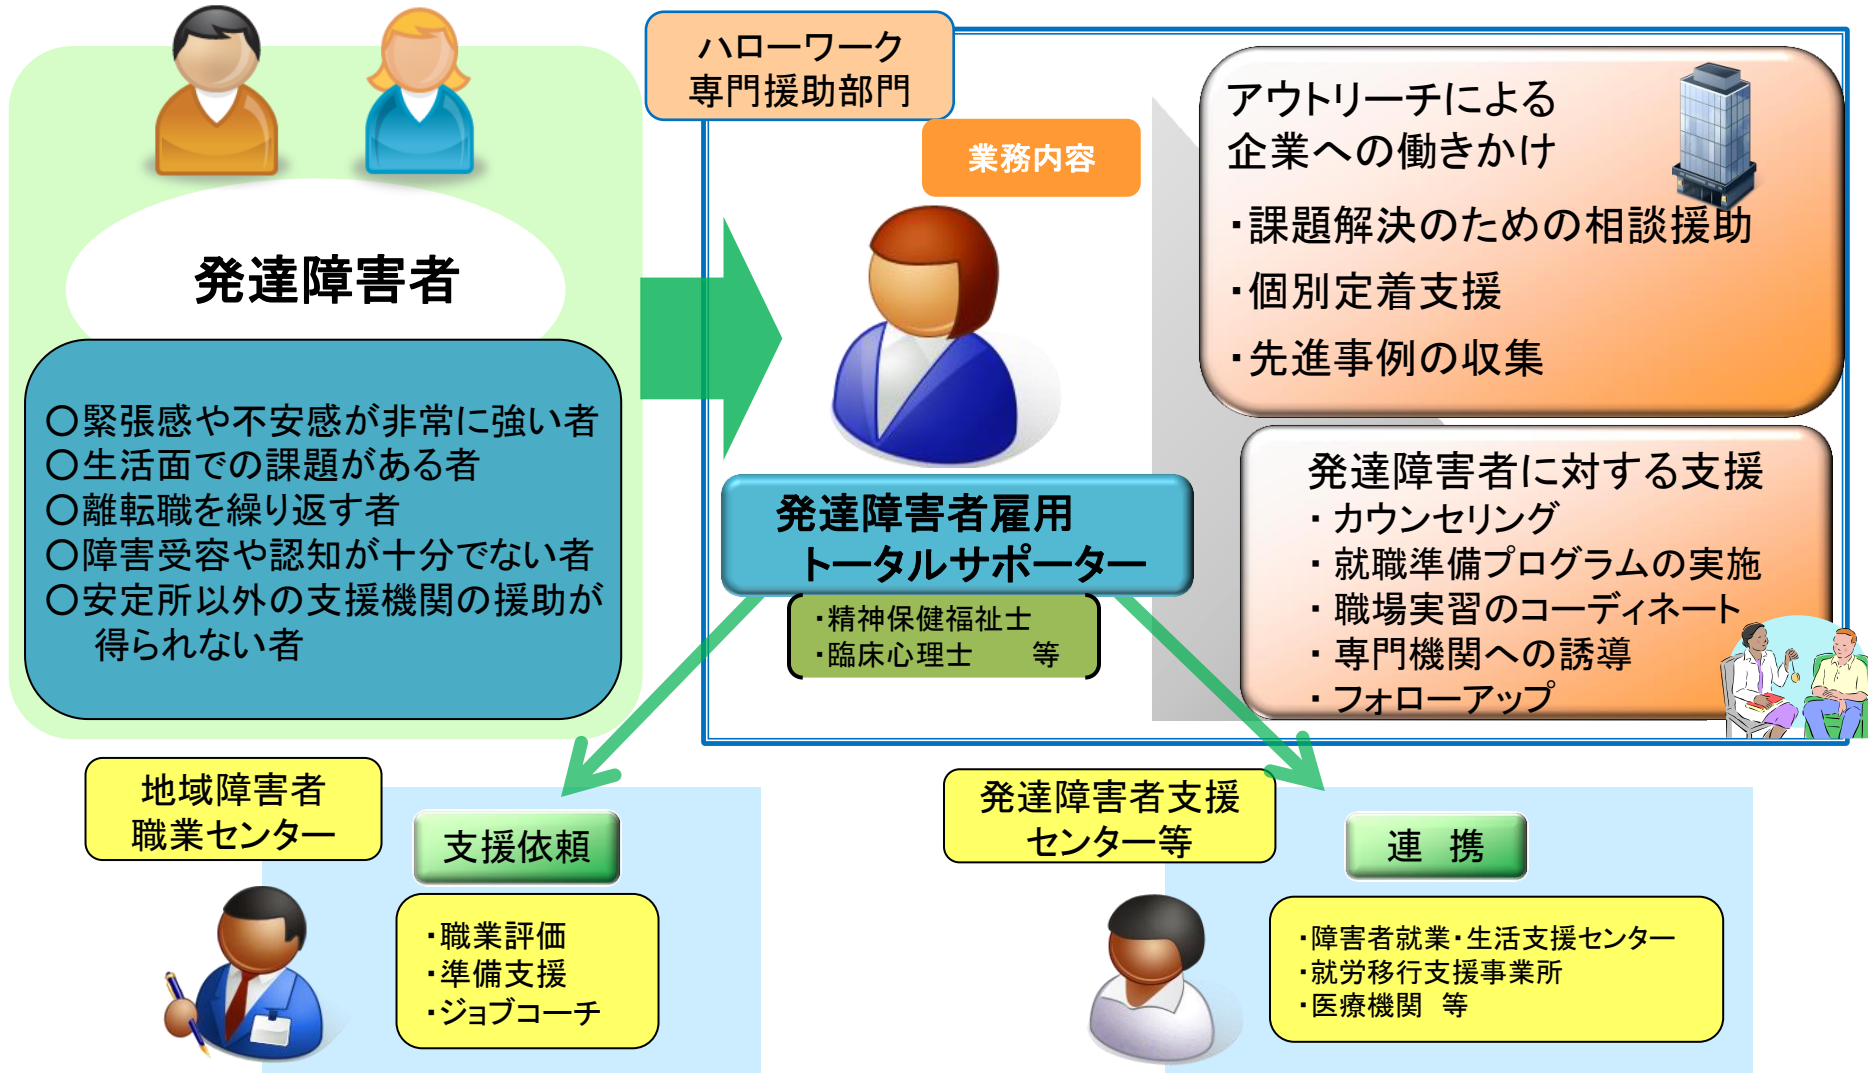 発達障害者
〇緊張感や不安感が非常に強い者
〇生活面での課題がある者
〇離転職を繰り返す者
〇障害受容や認知が十分でない者
〇安定所以外の支援機関の援助が
得られない者
ハローワーク
専門援助部門
業務内容
発達障害者雇用
トータルサポーター
・精神保健福祉士
・臨床心理士　　等
アウトリーチによる
企業への働きかけ
・課題解決のための相談援助
・個別定着支援
・先進事例の収集
発達障害者に対する支援
・カウンセリング
・就職準備プログラムの実施
・職場実習のコーディネート
・専門機関への誘導
・フォローアップ
地域障害者
職業センター
支援依頼
・職業評価
・準備支援
・ジョブコーチ
発達障害者支援
センター等
連　携
・障害者就業・生活支援センター
・就労移行支援事業所
・医療機関　等